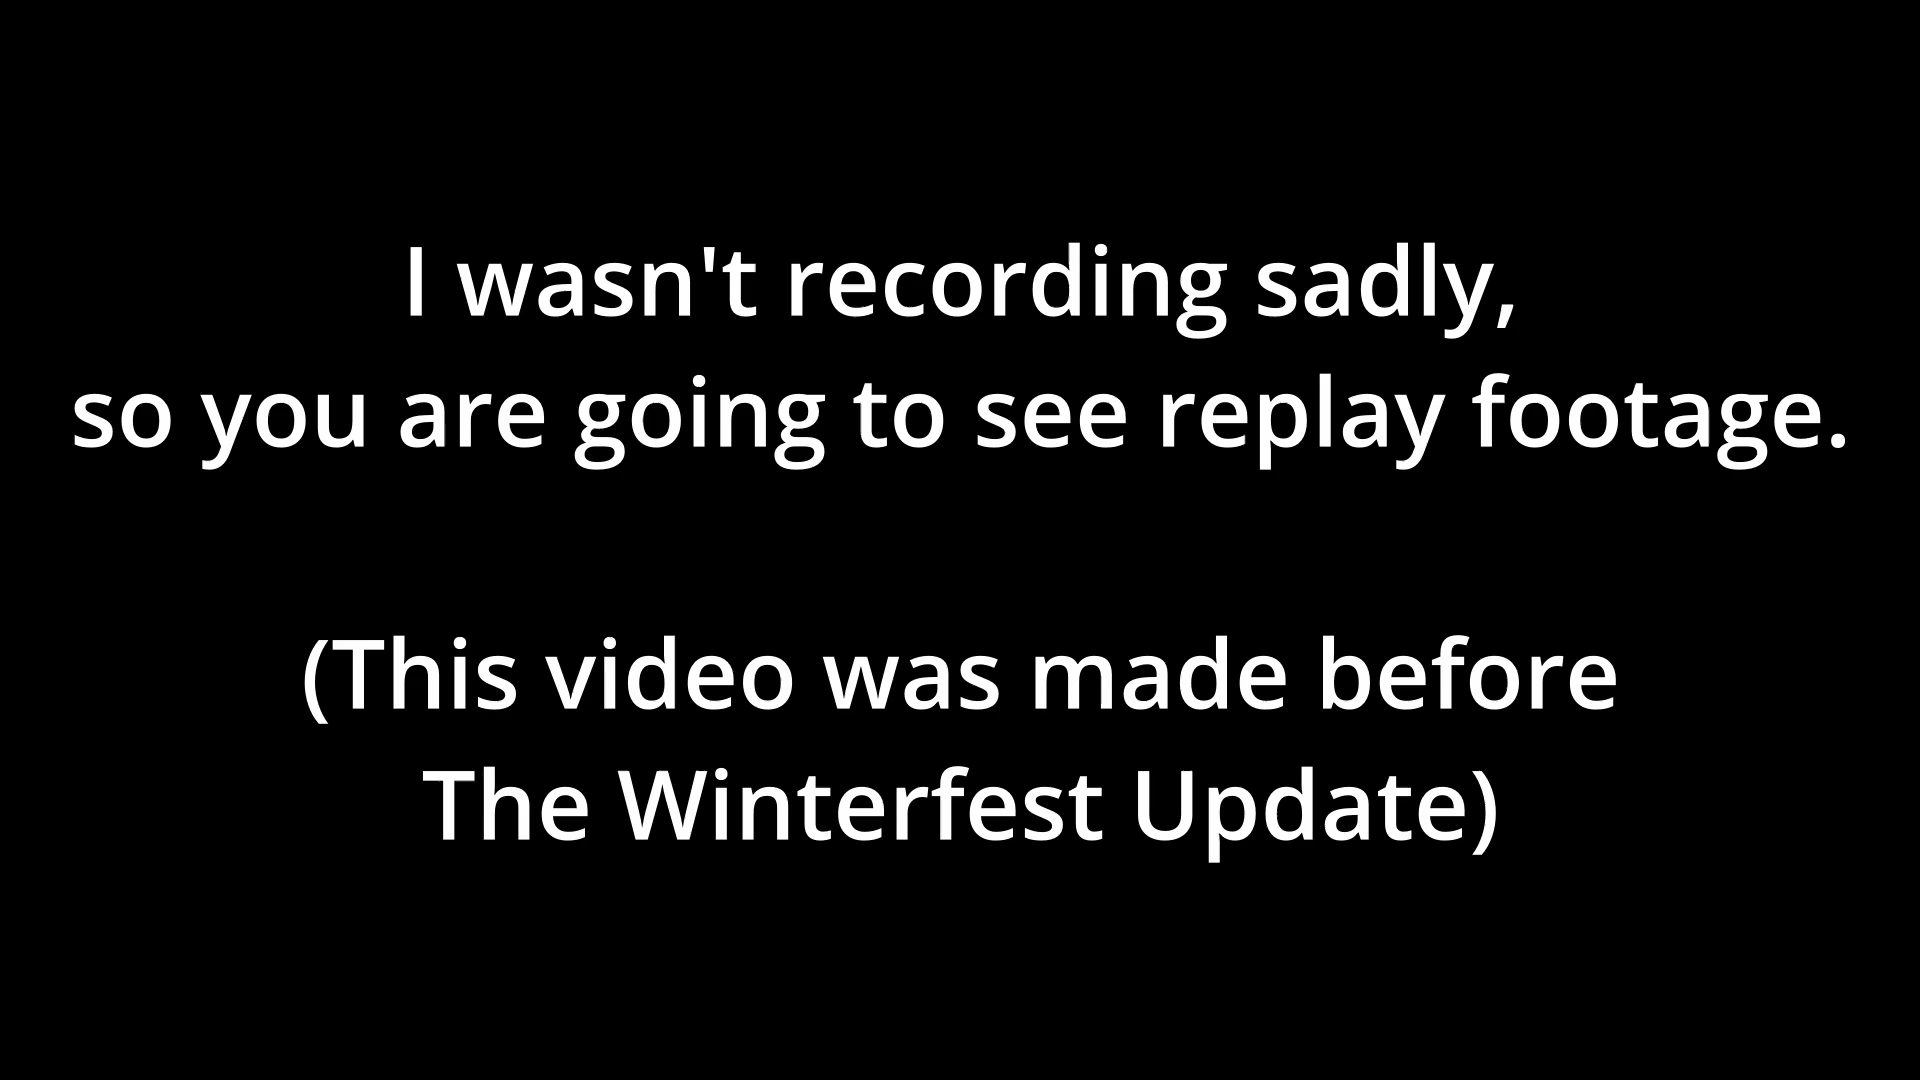 I wasn't recording sadly,
so you are going to see replay footage.
(This video was made before
The Winterfest Update)